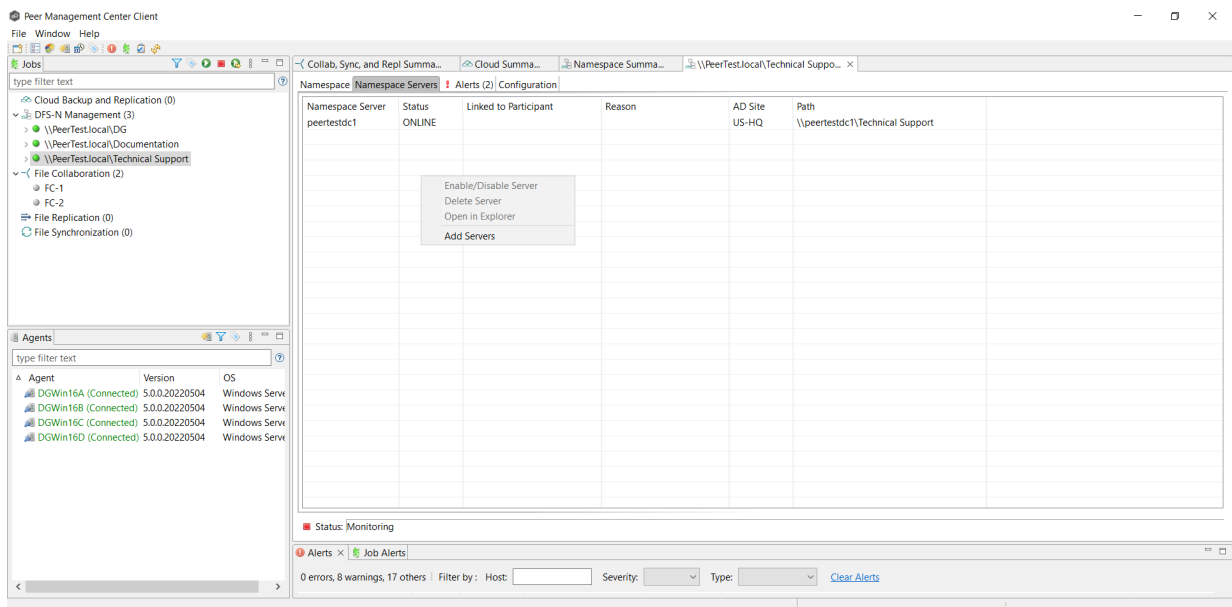 Peer Management Center Client
File Window Help
Jobs
type filter text
Cloud Backup and Replication (0)
DFS-N Management (3)
\\PeerTest.local\DG
\\PeerTest.local\Documentation
\\PeerTest.local\Technical Support
File Collaboration (2)
FC-1
FC-2
File Replication (0)
File Synchronization (0)
Agents
type filter text
Agent Version OS
DGWin16A (Connected) 5.0.0.20220504 Windows Serve
DGWin16B (Connected) 5.0.0.20220504 Windows Serve
DGWin16C (Connected) 5.0.0.20220504 Windows Serve
DGWin16D (Connected) 5.0.0.20220504 Windows Serve
Collab, Sync, and Repl Summa... Cloud Summa... Namespace Summa... \\PeerTest.local\Technical Suppo...
Namespace Namespace Servers Alerts (2) Configuration
Namespace Server Status Linked to Participant Reason AD Site Path
peertestdc1 ONLINE US-HQ \\peertestdc1\Technical Support
Enable/Disable Server
Delete Server
Open in Explorer
Add Servers
Status: Monitoring
Alerts Job Alerts
0 errors, 8 warnings, 17 others Filter by : Host: Severity: Type: Clear Alerts